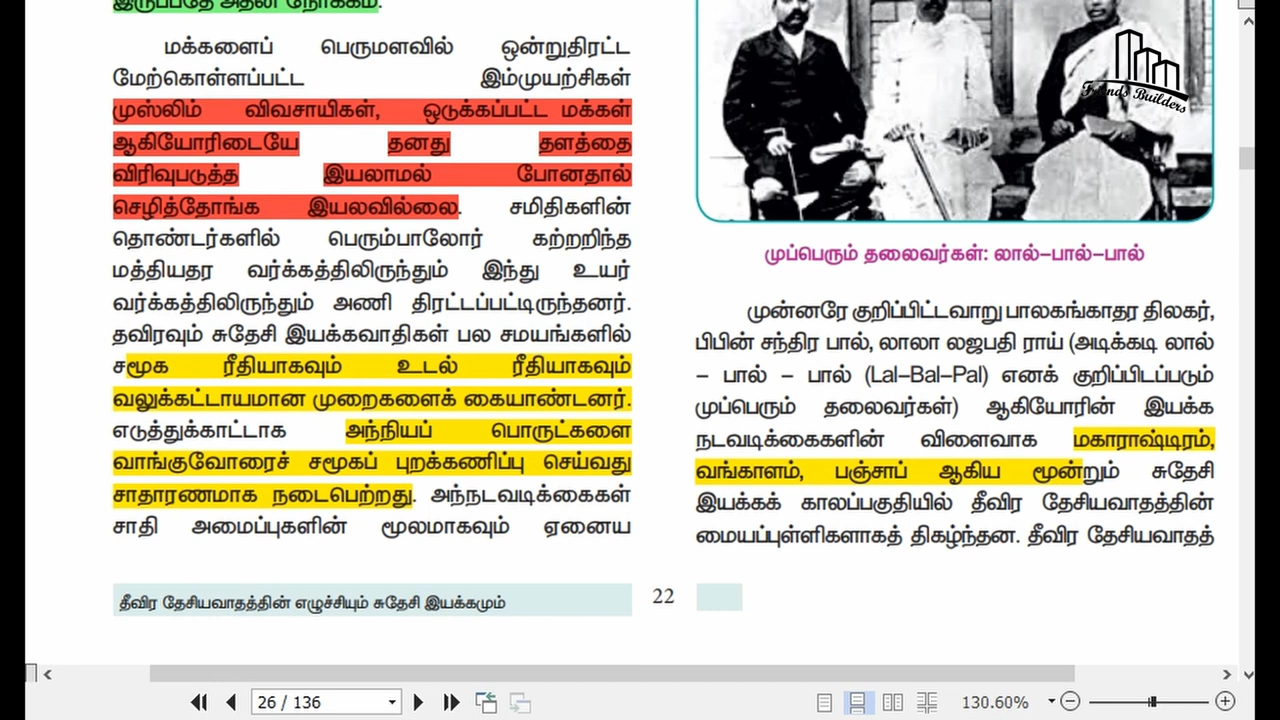 இருப்பதே அதன் நோக்கம்.
மக்களைப் பெருமளவில் ஒன்றுதிரட்ட
மேற்கொள்ளப்பட்ட இம்முயற்சிகள்
முஸ்லிம் விவசாயிகள், ஒடுக்கப்பட்ட மக்கள்
ஆகியோரிடையே தனது தளத்தை
விரிவுபடுத்த இயலாமல் போனதால்
செழித்தோங்க இயலவில்லை. சமிதிகளின்
தொண்டர்களில் பெரும்பாலோர் கற்றறிந்த
மத்தியதர வர்க்கத்திலிருந்தும் இந்து உயர்
வர்க்கத்திலிருந்தும் அணி திரட்டப்பட்டிருந்தனர்.
தவிரவும் சுதேசி இயக்கவாதிகள் பல சமயங்களில்
சமூக ரீதியாகவும் உடல் ரீதியாகவும்
வலுக்கட்டாயமான முறைகளைக் கையாண்டனர்.
எடுத்துக்காட்டாக அந்நியப் பொருட்களை
வாங்குவோரைச் சமூகப் புறக்கணிப்பு செய்வது
சாதாரணமாக நடைபெற்றது. அந்நடவடிக்கைகள்
சாதி அமைப்புகளின் மூலமாகவும் ஏனைய
Friends Builders
முப்பெரும் தலைவர்கள்: லால்–பால்–பால்
முன்னரே குறிப்பிட்டவாறு பாலகங்காதர திலகர்,
பிபின் சந்திர பால், லாலா லஜபதி ராய் (அடிக்கடி லால்
– பால் – பால் (Lal–Bal–Pal) எனக் குறிப்பிடப்படும்
முப்பெரும் தலைவர்கள்) ஆகியோரின் இயக்க
நடவடிக்கைகளின் விளைவாக மகாராஷ்டிரம்,
வங்காளம், பஞ்சாப் ஆகிய மூன்றும் சுதேசி
இயக்கக் காலப்பகுதியில் தீவிர தேசியவாதத்தின்
மையப்புள்ளிகளாகத் திகழ்ந்தன. தீவிர தேசியவாதத்
தீவிர தேசியவாதத்தின் எழுச்சியும் சுதேசி இயக்கமும்
22
26 / 136
130.60%